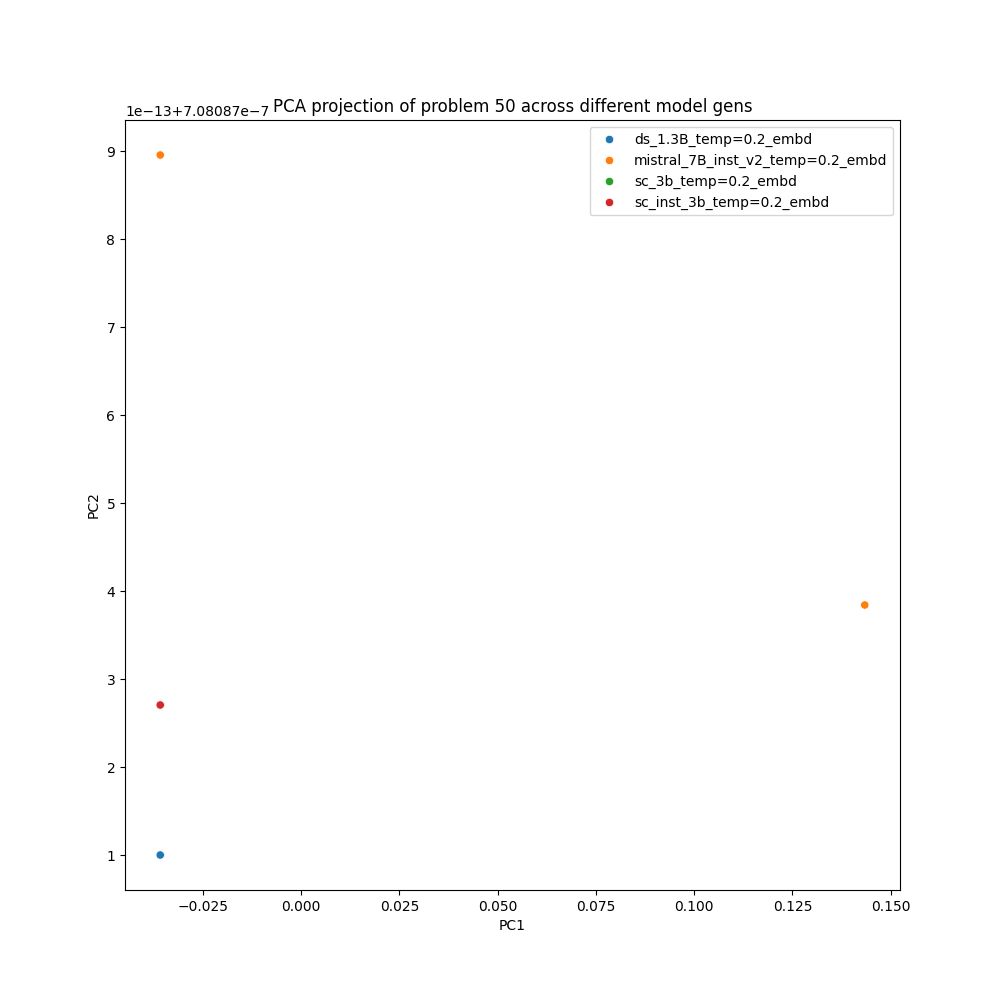 1e−13+7.08087e−7
PCA projection of problem 50 across different model gens
ds_1.3B_temp=0.2_embd
mistral_7B_inst_v2_temp=0.2_embd
sc_3b_temp=0.2_embd
sc_inst_3b_temp=0.2_embd
9
8
7
6
5
4
3
2
1
PC2
−0.025
0.000
0.025
0.050
0.075
0.100
0.125
0.150
PC1